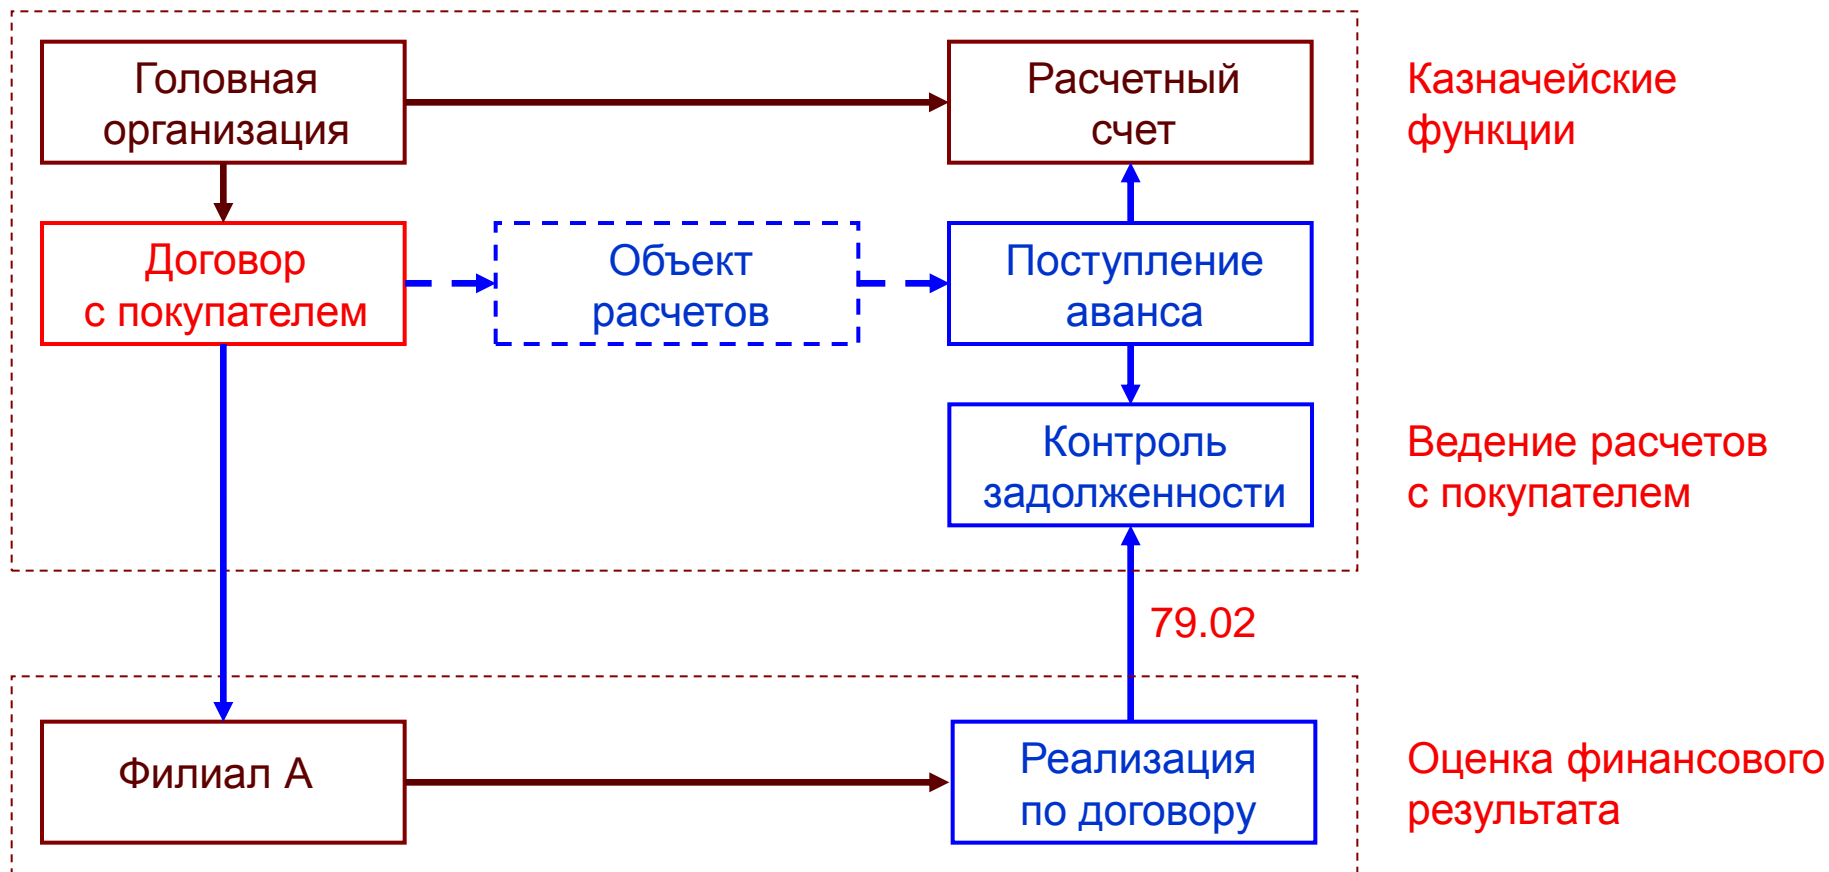 Головная
организация
Расчетный
счет
Казначейские
функции
Договор
с покупателем
Объект
расчетов
Поступление
аванса
Контроль
задолженности
Ведение расчетов
с покупателем
79.02
Филиал А
Реализация
по договору
Оценка финансового
результата